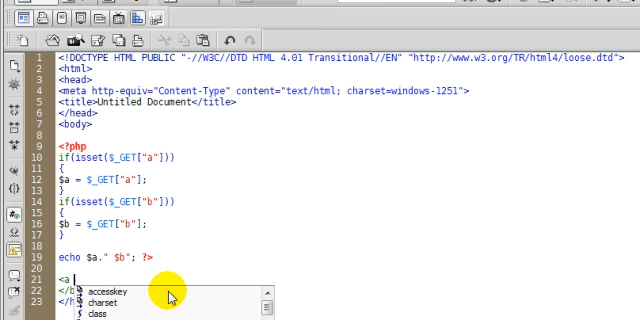 1 <!DOCTYPE HTML PUBLIC "-//W3C//DTD HTML 4.01 Transitional//EN" "http://www.w3.org/TR/html4/loose.dtd">
2 <html>
3 <head>
4 <meta http-equiv="Content-Type" content="text/html; charset=windows-1251">
5 <title>Untitled Document</title>
6 </head>
7 <body>
8
9 <?php
10 if(isset($_GET["a"]))
11 {
12 $a = $_GET["a"];
13 }
14 if(isset($_GET["b"]))
15 {
16 $b = $_GET["b"];
17 }
18
19 echo $a." $b"; ?>
20
21 <a
accesskey
22 </b
charset
23 </h
class